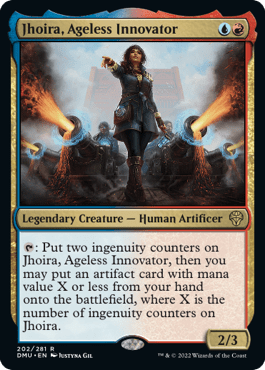 Jhoira, Ageless Innovator
Legendary Creature — Human Artificer
: Put two ingenuity counters on
Jhoira, Ageless Innovator, then you
may put an artifact card with mana
value X or less from your hand
onto the battlefield, where X is the
number of ingenuity counters on
Jhoira.
2/3
202/281 R
DMU • EN Justyna Gil
™ & © 2022 Wizards of the Coast